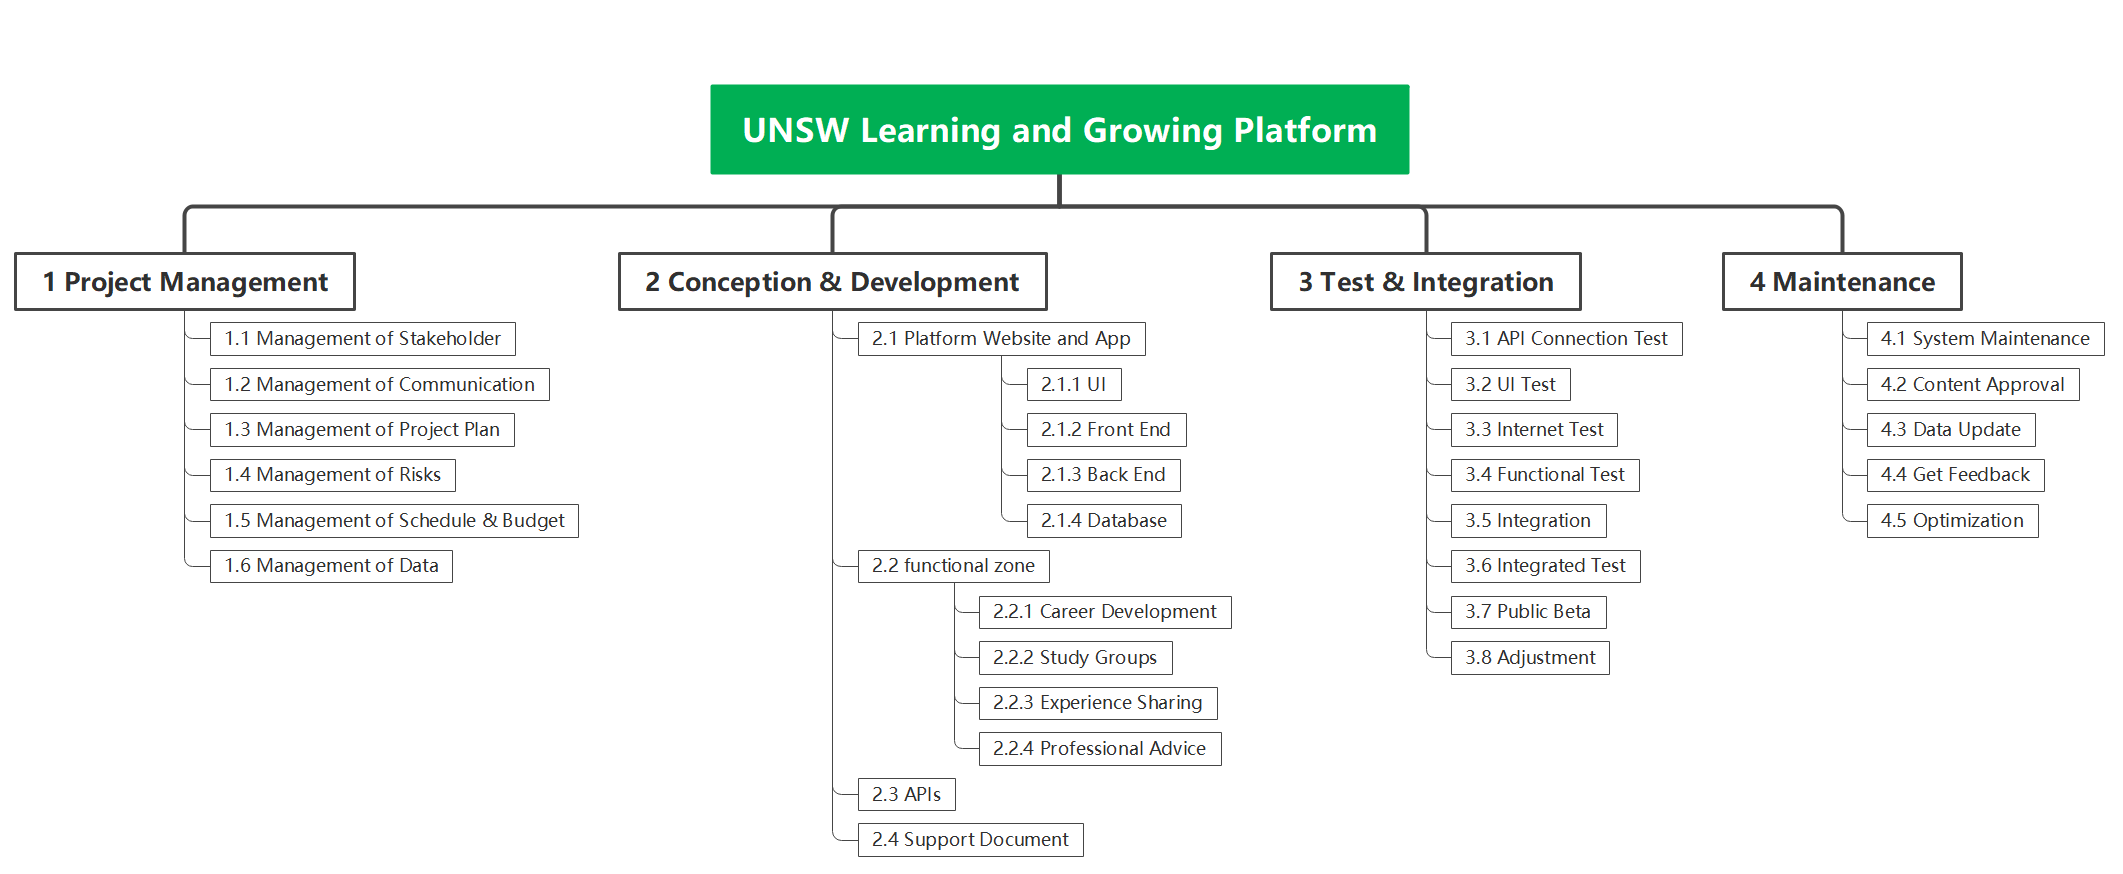 UNSW Learning and Growing Platform
1 Project Management
1.1 Management of Stakeholder
1.2 Management of Communication
1.3 Management of Project Plan
1.4 Management of Risks
1.5 Management of Schedule & Budget
1.6 Management of Data
2 Conception & Development
2.1 Platform Website and App
2.1.1 UI
2.1.2 Front End
2.1.3 Back End
2.1.4 Database
2.2 functional zone
2.2.1 Career Development
2.2.2 Study Groups
2.2.3 Experience Sharing
2.2.4 Professional Advice
2.3 APIs
2.4 Support Document
3 Test & Integration
3.1 API Connection Test
3.2 UI Test
3.3 Internet Test
3.4 Functional Test
3.5 Integration
3.6 Integrated Test
3.7 Public Beta
3.8 Adjustment
4 Maintenance
4.1 System Maintenance
4.2 Content Approval
4.3 Data Update
4.4 Get Feedback
4.5 Optimization